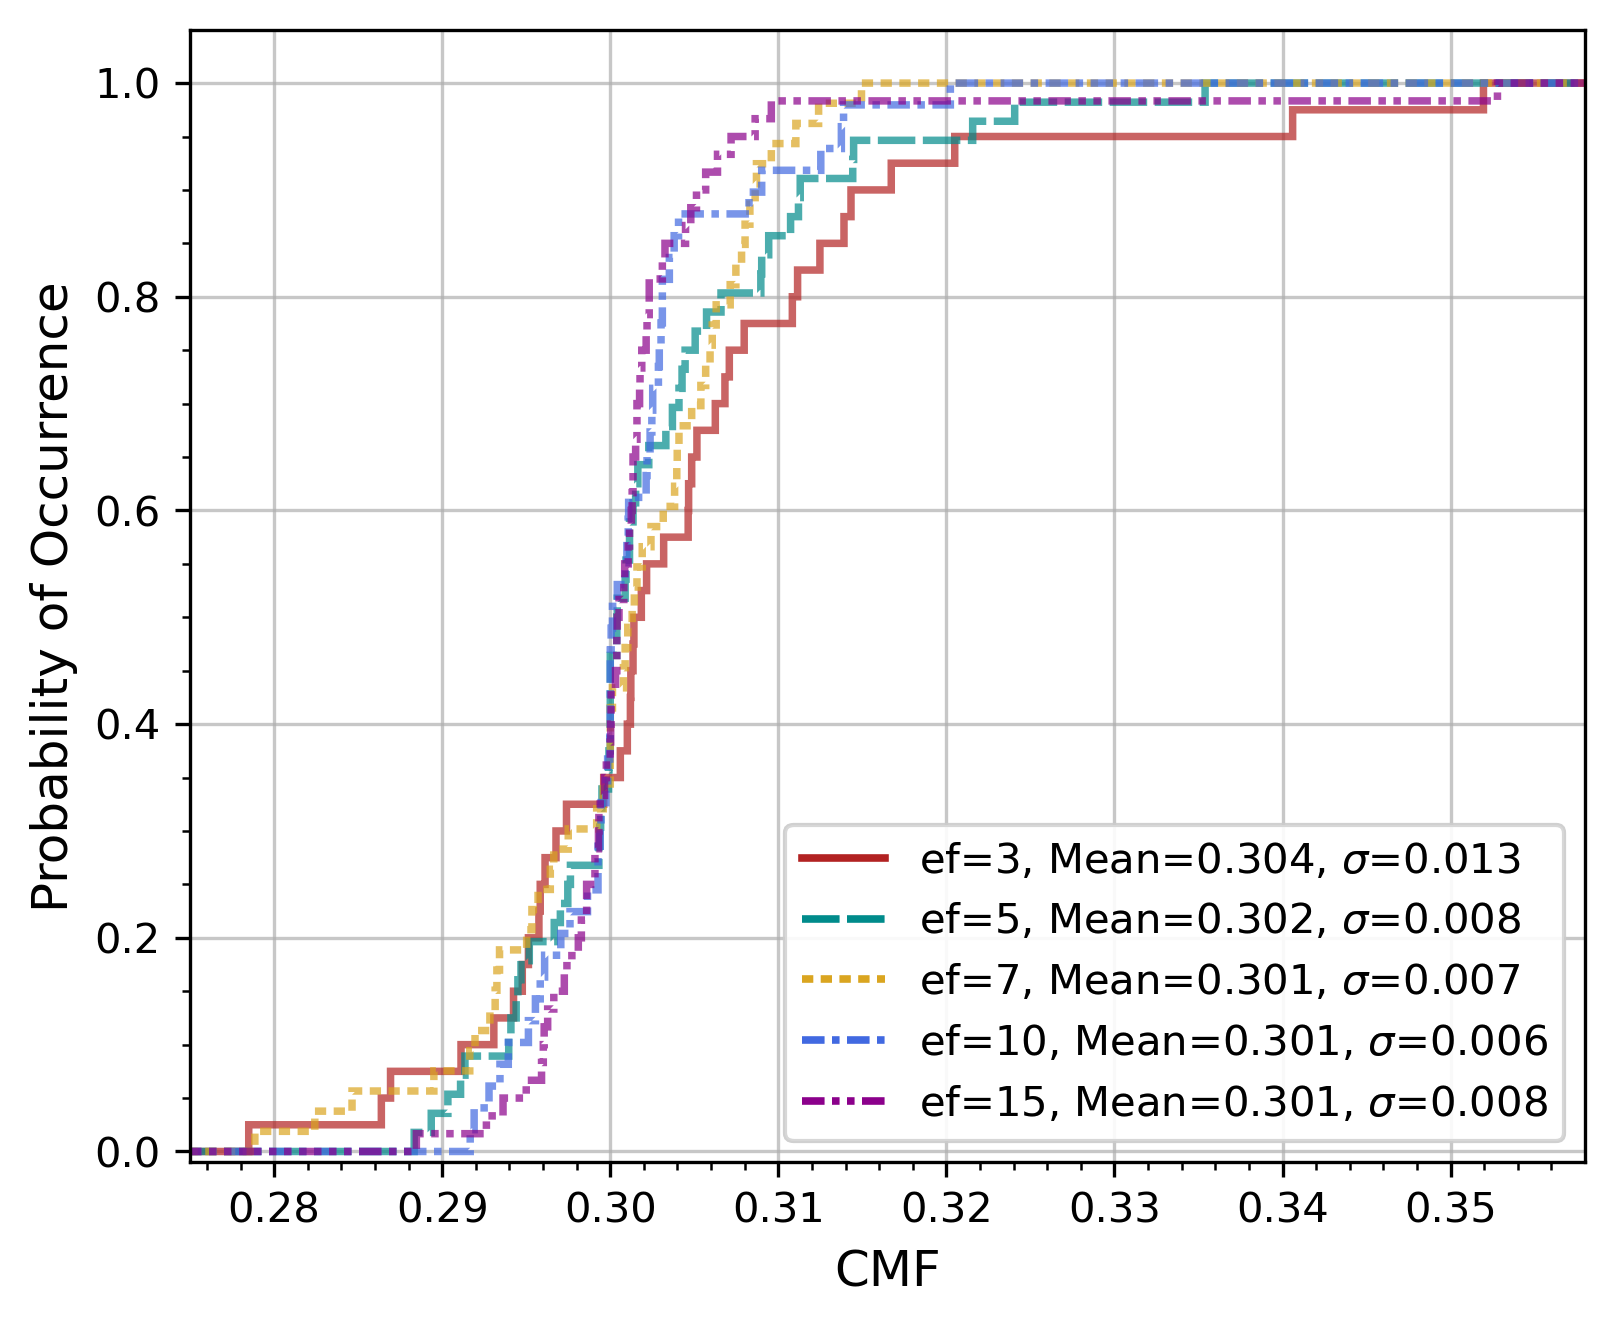 1.0
0.8
0.6
0.4
0.2
0.0
Probability of Occurrence
ef=3, Mean=0.304, σ=0.013
ef=5, Mean=0.302, σ=0.008
ef=7, Mean=0.301, σ=0.007
ef=10, Mean=0.301, σ=0.006
ef=15, Mean=0.301, σ=0.008
0.28 0.29 0.30 0.31 0.32 0.33 0.34 0.35
CMF